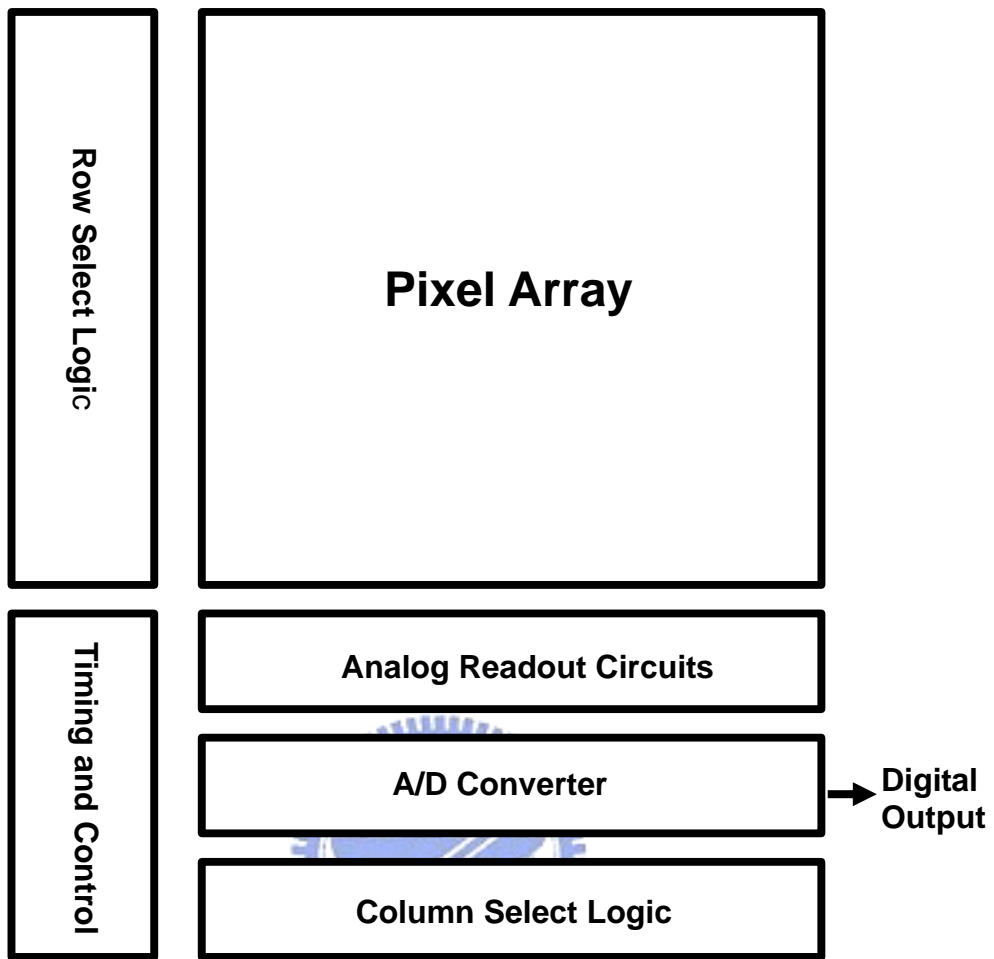 Row Select Logic
Pixel Array
Timing and Control
Analog Readout Circuits
A/D Converter
Digital
Output
Column Select Logic